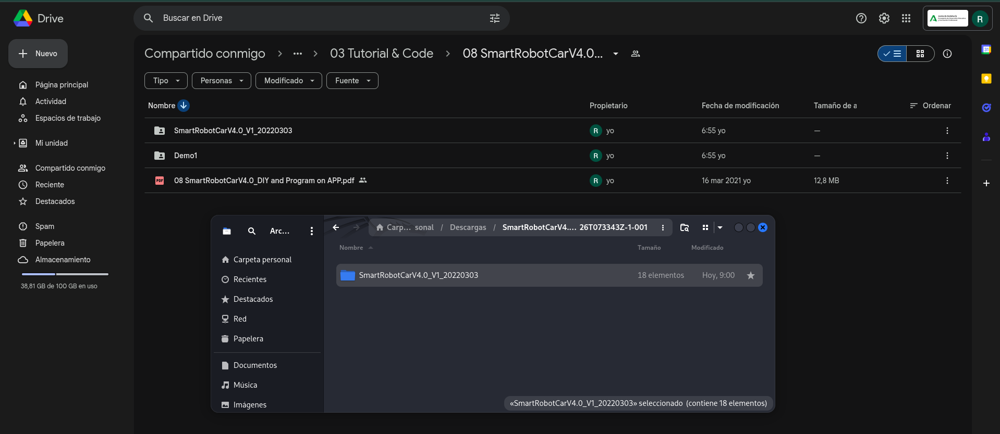 Drive
Buscar en Drive
Junta de Andalucía
R
Nuevo
Compartido conmigo
03 Tutorial & Code
08 SmartRobotCarV4.0...
Tipo
Personas
Modificado
Fuente
Página principal
Actividad
Espacios de trabajo
Mi unidad
Compartido conmigo
Reciente
Destacados
Spam
Papelera
Almacenamiento
38,81 GB de 100 GB en uso
Nombre Propietario Fecha de modificación Tamaño de a Ordenar
SmartRobotCarV4.0_V1_20220303 R yo 6:55 yo —
Demo1 R yo 6:55 yo —
PDF 08 SmartRobotCarV4.0_DIY and Program on APP.pdf R yo 16 mar 2021 yo 12,8 MB
31
Arc...
Carp... sonal / Descargas / SmartRobotCarV4.... 26T073343Z-1-001
Carpeta personal
Recientes
Destacados
Red
Papelera
Documentos
Música
Imágenes
Nombre Tamaño Modificado
SmartRobotCarV4.0_V1_20220303 18 elementos Hoy, 9:00
«SmartRobotCarV4.0_V1_20220303» seleccionado (contiene 18 elementos)